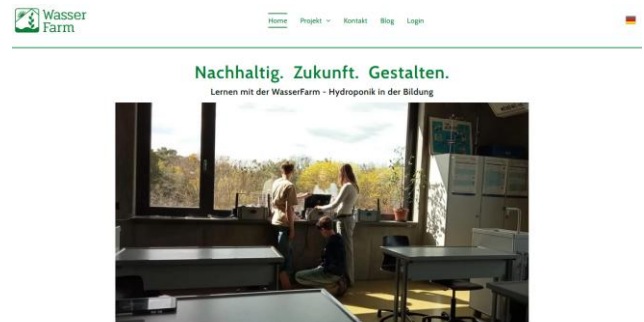 Wasser
Farm
Home Projekt Kontakt Blog Login
Nachhaltig. Zukunft. Gestalten.
Lernen mit der WasserFarm - Hydroponik in der Bildung